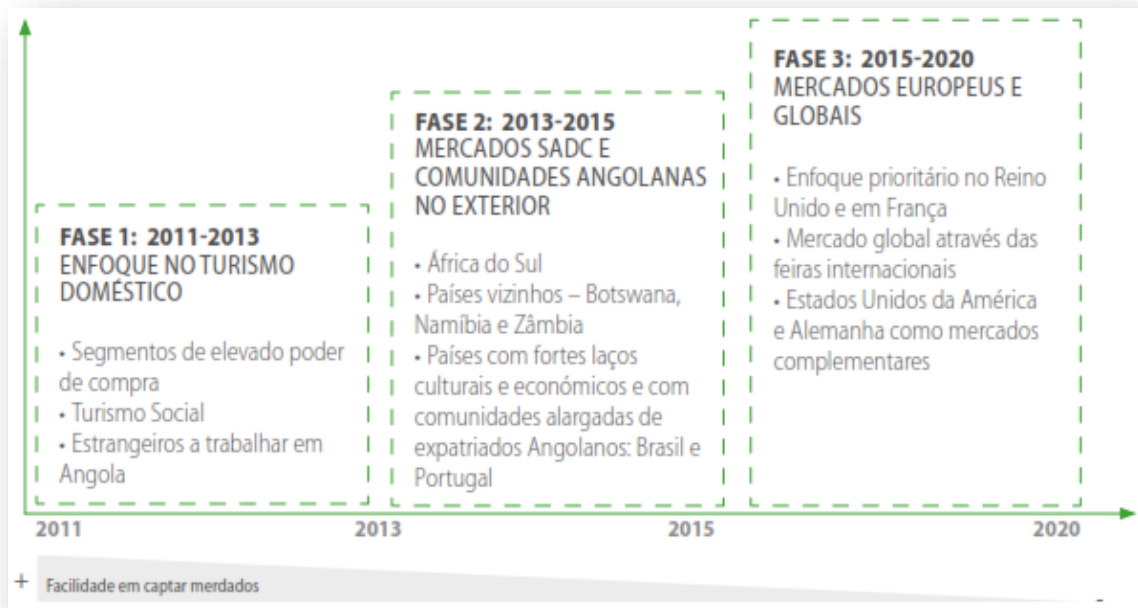 FASE 1: 2011-2013
ENFOQUE NO TURISMO
DOMÉSTICO
• Segmentos de elevado poder
de compra
• Turismo Social
• Estrangeiros a trabalhar em
Angola
FASE 2: 2013-2015
MERCADOS SADC E
COMUNIDADES ANGOLANAS
NO EXTERIOR
• África do Sul
• Países vizinhos – Botswana,
Namíbia e Zâmbia
• Países com fortes laços
culturais e económicos e com
comunidades alargadas de
expatriados Angolanos: Brasil e
Portugal
FASE 3: 2015-2020
MERCADOS EUROPEUS E
GLOBAIS
• Enfoque prioritário no Reino
Unido e em França
• Mercado global através das
feiras internacionais
• Estados Unidos da América
e Alemanha como mercados
complementares
2011 2013 2015 2020
+ Facilidade em captar merdados -